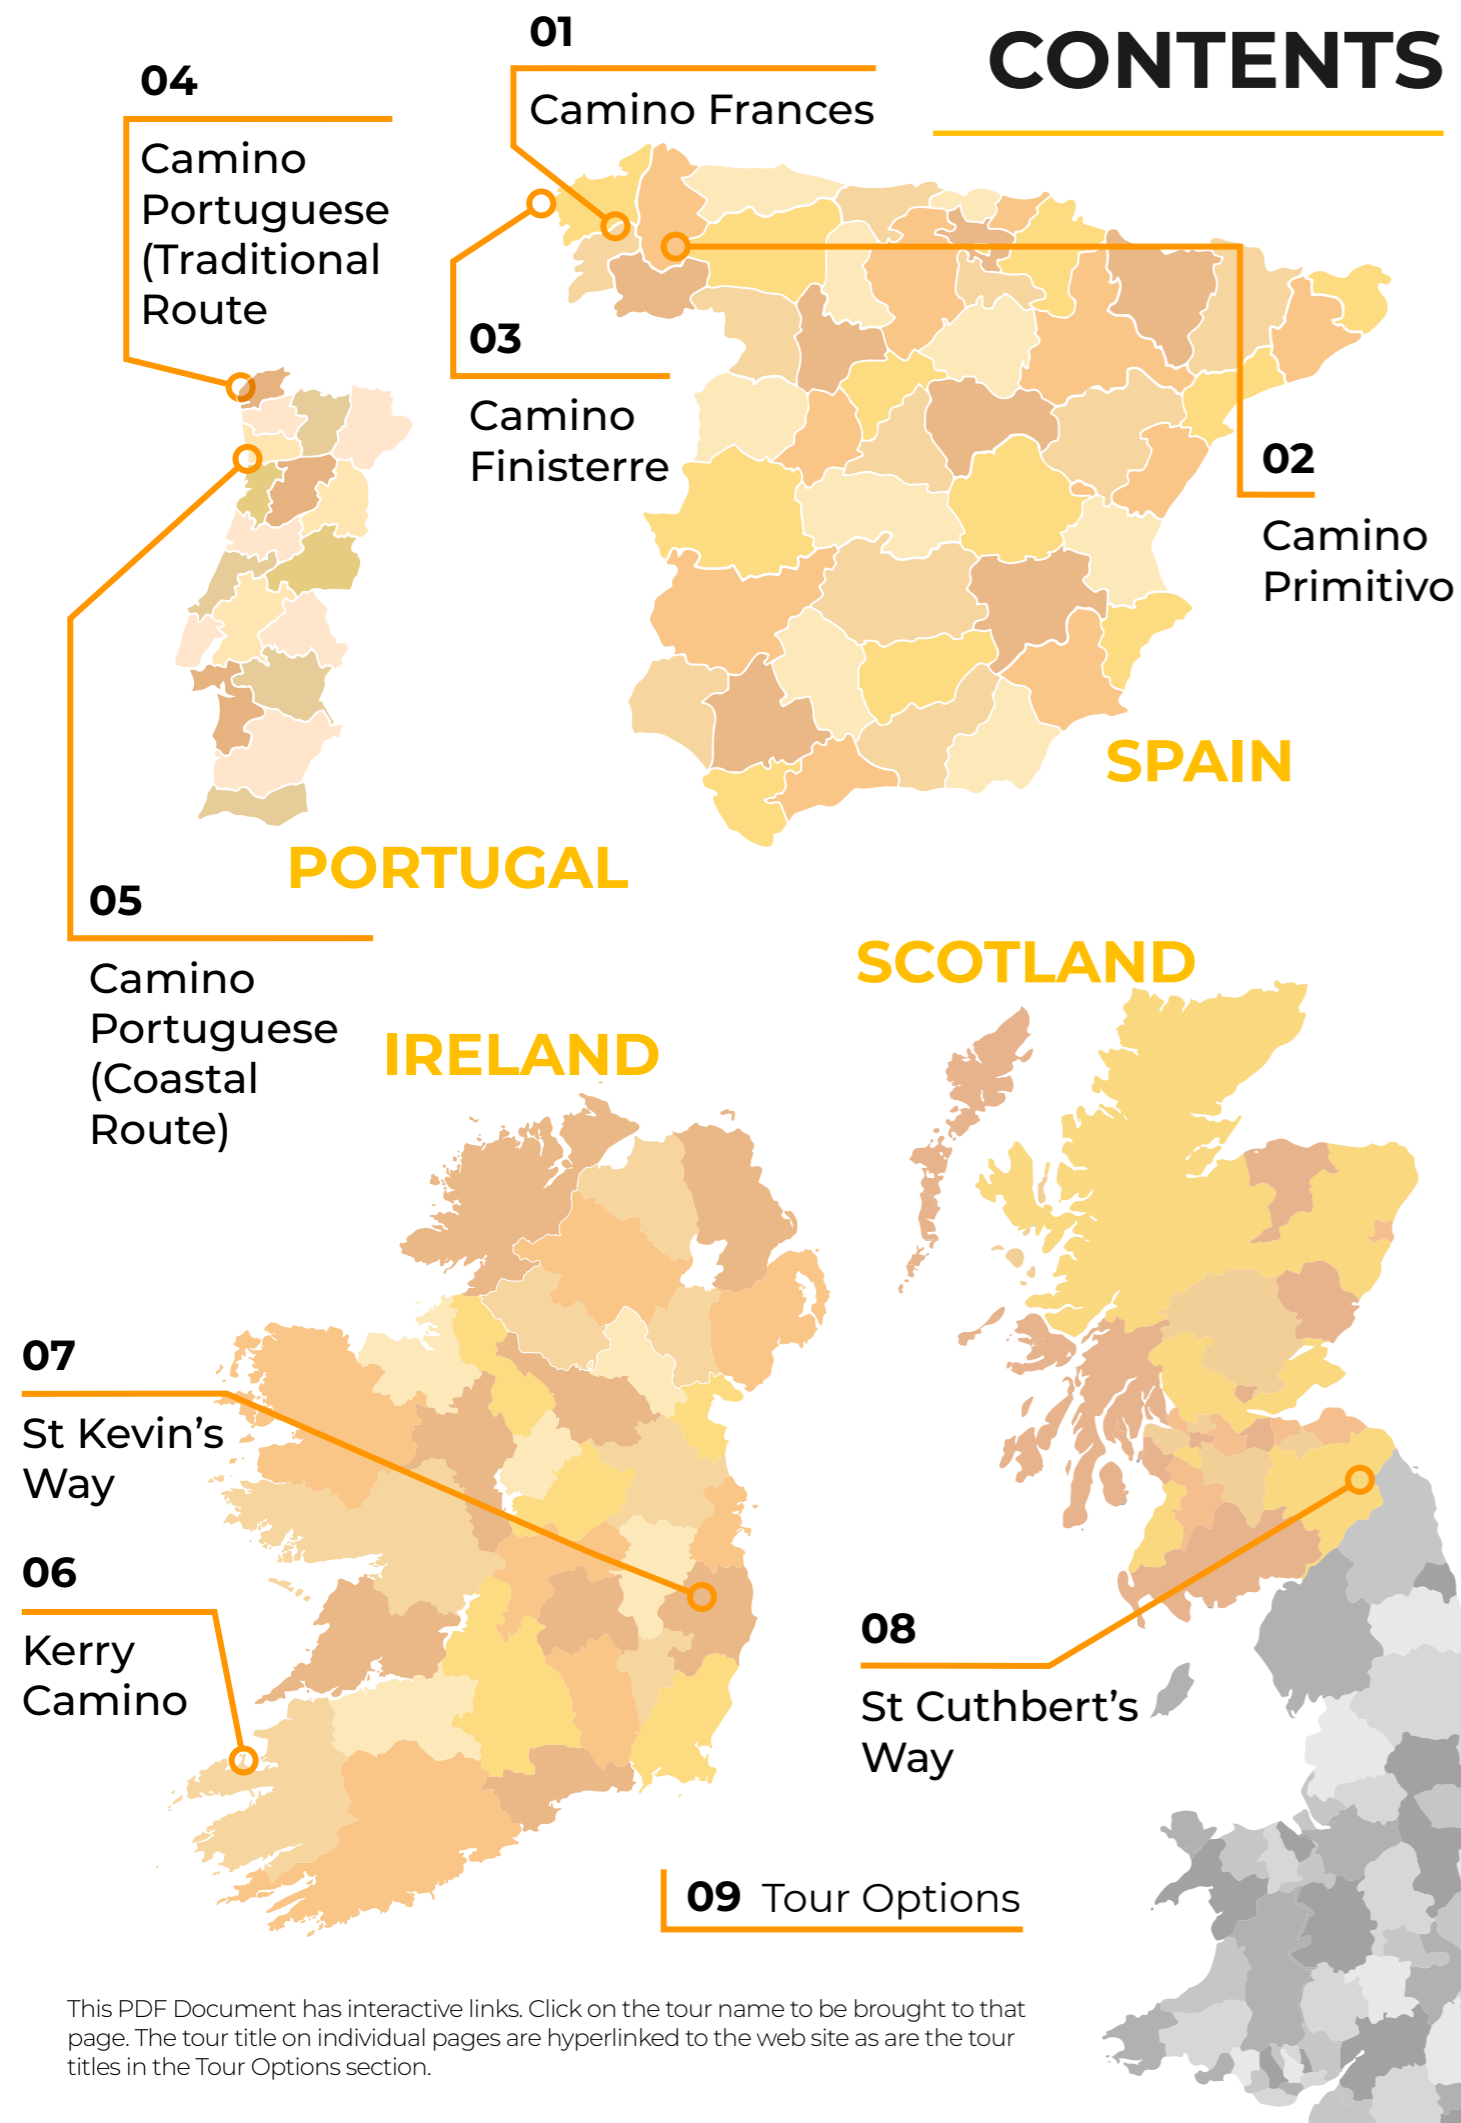 CONTENTS
01
Camino Frances
04
Camino
Portuguese
(Traditional
Route
03
Camino
Finisterre
02
Camino
Primitivo
SPAIN
PORTUGAL
05
Camino
Portuguese
(Coastal
Route)
SCOTLAND
IRELAND
07
St Kevin’s
Way
06
Kerry
Camino
08
St Cuthbert’s
Way
09 Tour Options
This PDF Document has interactive links. Click on the tour name to be brought to that
page. The tour title on individual pages are hyperlinked to the web site as are the tour
titles in the Tour Options section.